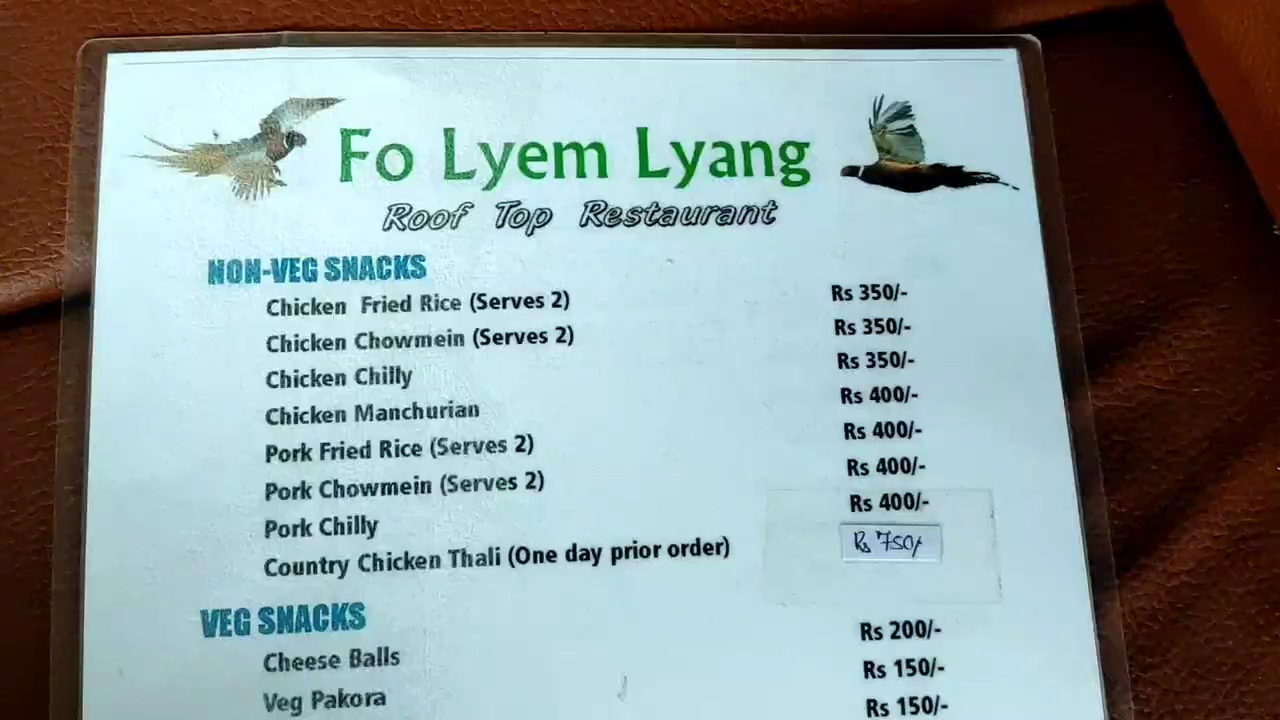 Fo Lyem Lyang
Roof Top Restaurant
NON-VEG SNACKS
Chicken Fried Rice (Serves 2) Rs 350/-
Chicken Chowmein (Serves 2) Rs 350/-
Chicken Chilly Rs 350/-
Chicken Manchurian Rs 400/-
Pork Fried Rice (Serves 2) Rs 400/-
Pork Chowmein (Serves 2) Rs 400/-
Pork Chilly Rs 400/-
Country Chicken Thali (One day prior order) Rs 750/-
VEG SNACKS
Cheese Balls Rs 200/-
Veg Pakora Rs 150/-
Rs 150/-